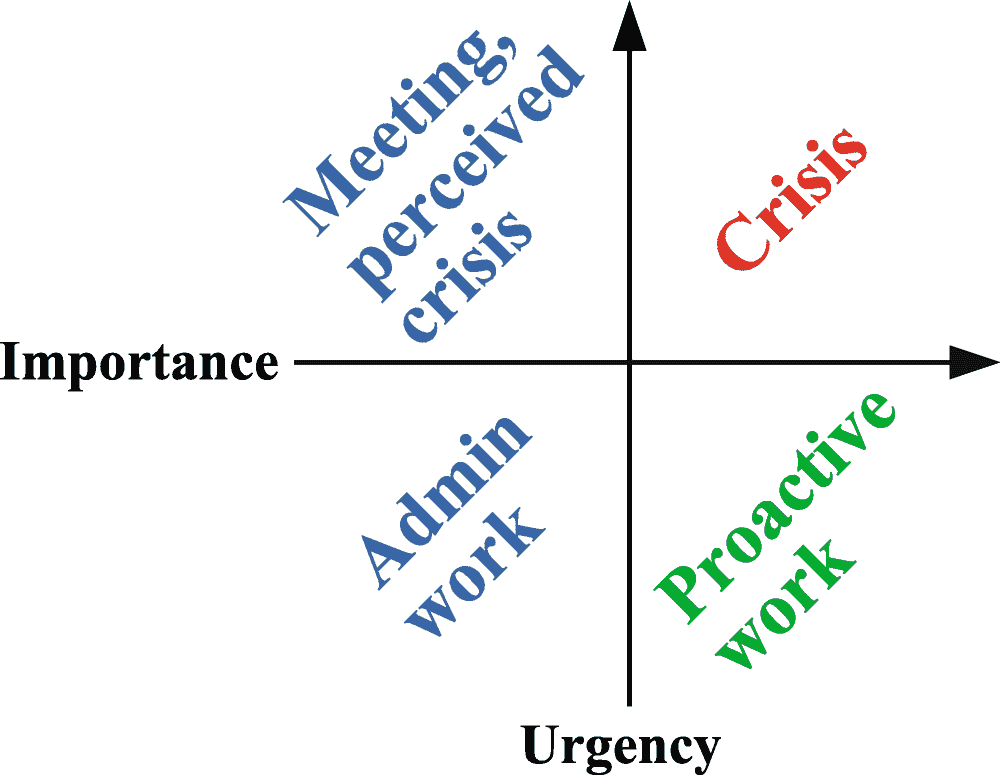 Meeting,
perceived
crisis
Crisis
Importance
Admin
work
Proactive
work
Urgency